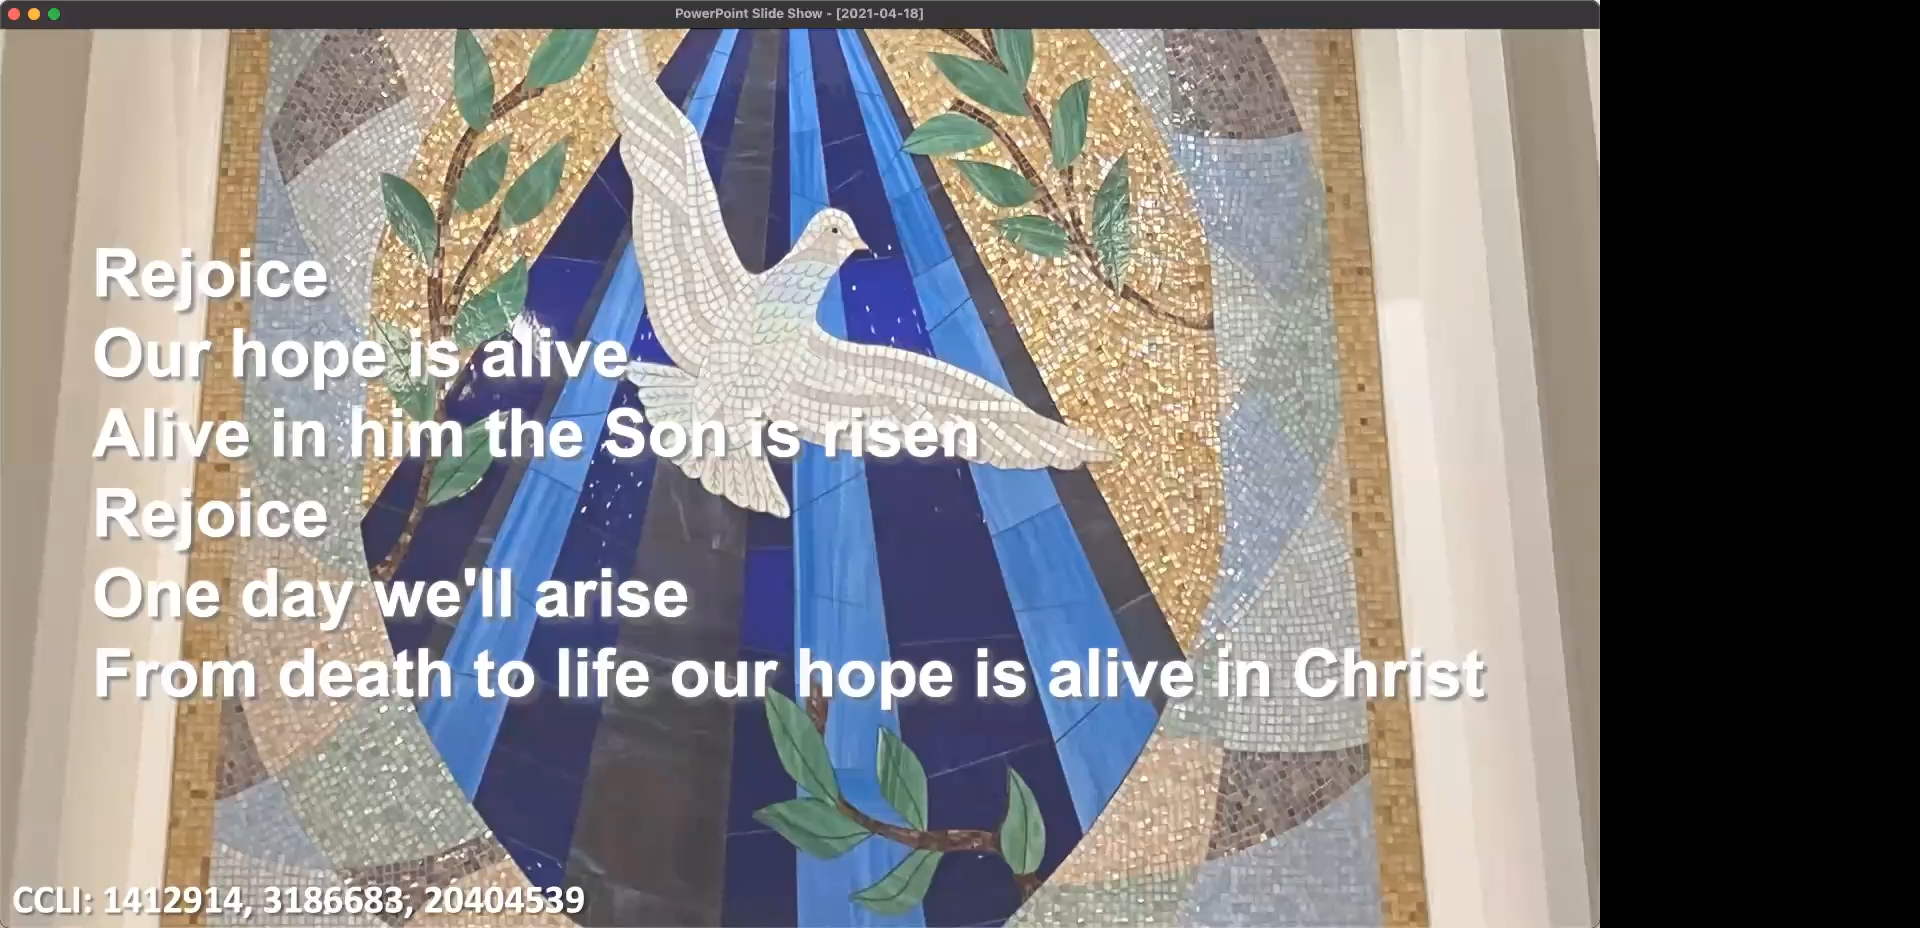 PowerPoint Slide Show - [2021-04-18]
Rejoice
Our hope is alive
Alive in him the Son is risen
Rejoice
One day we'll arise
From death to life our hope is alive in Christ
CCLI: 1412914, 3186683, 20404539